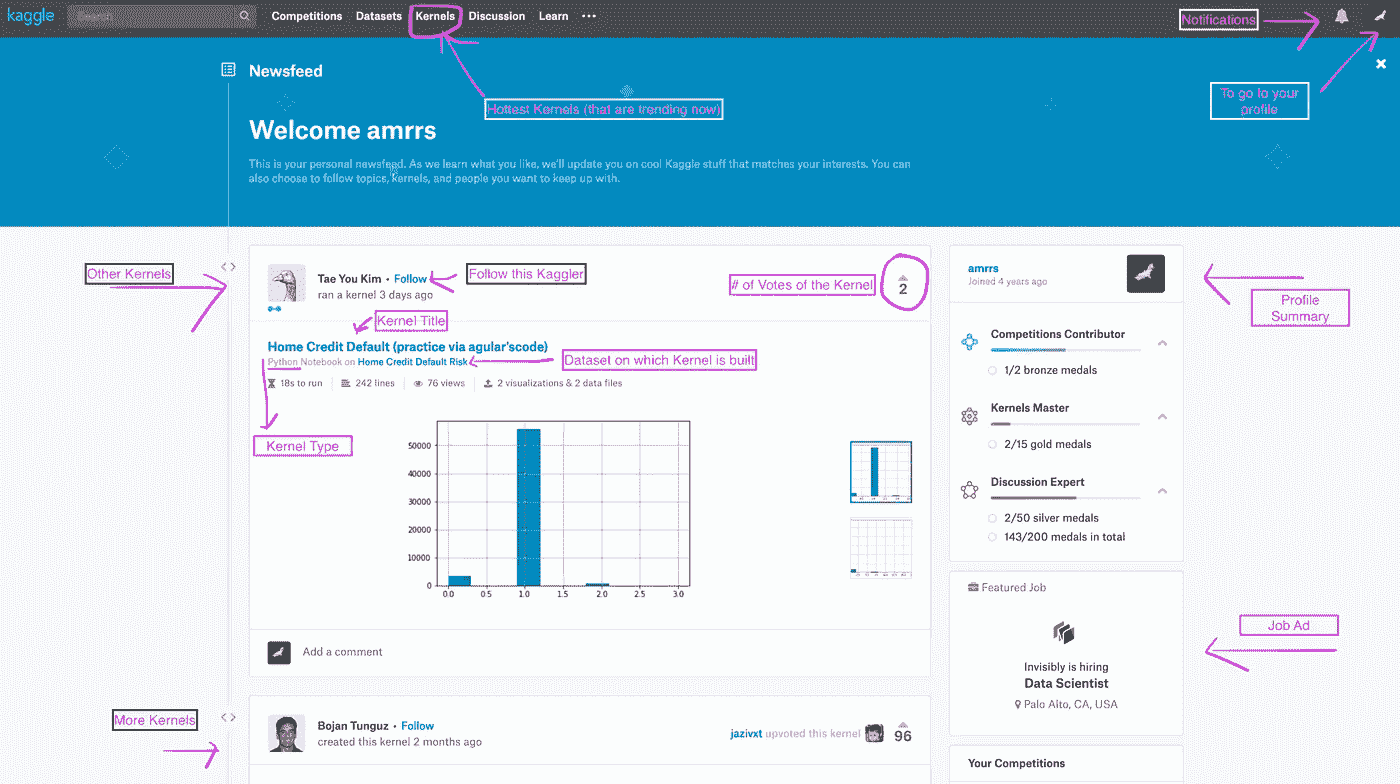 kaggle
Search
Competitions Datasets Kernels Discussion Learn
Notifications
Newsfeed
Hottest Kernels (that are trending now)
To go to your
profile
Welcome amrrs
This is your personal newsfeed. As we learn what you like, we'll update you on cool Kaggle stuff that matches your interests. You can
also choose to follow topics, kernels, and people you want to keep up with.
Other Kernels
Tae You Kim • Follow
ran a kernel 3 days ago
Follow this Kaggler
# of Votes of the Kernel
2
Kernel Title
Home Credit Default (practice via agular'scode)
Python Notebook on Home Credit Default Risk
Dataset on which Kernel is built
18s to run
242 lines
76 views
2 visualizations & 2 data files
Kernel Type
50000
40000
30000
20000
10000
0
0.0 0.5 1.0 1.5 2.0 2.5 3.0
Add a comment
More Kernels
Bojan Tunguz • Follow
created this kernel 2 months ago
jazivxt upvoted this kernel
96
amrrs
Joined 4 years ago
Profile
Summary
Competitions Contributor
1/2 bronze medals
Kernels Master
2/15 gold medals
Discussion Expert
2/50 silver medals
143/200 medals in total
Featured Job
Job Ad
Invisibly is hiring
Data Scientist
Palo Alto, CA, USA
Your Competitions